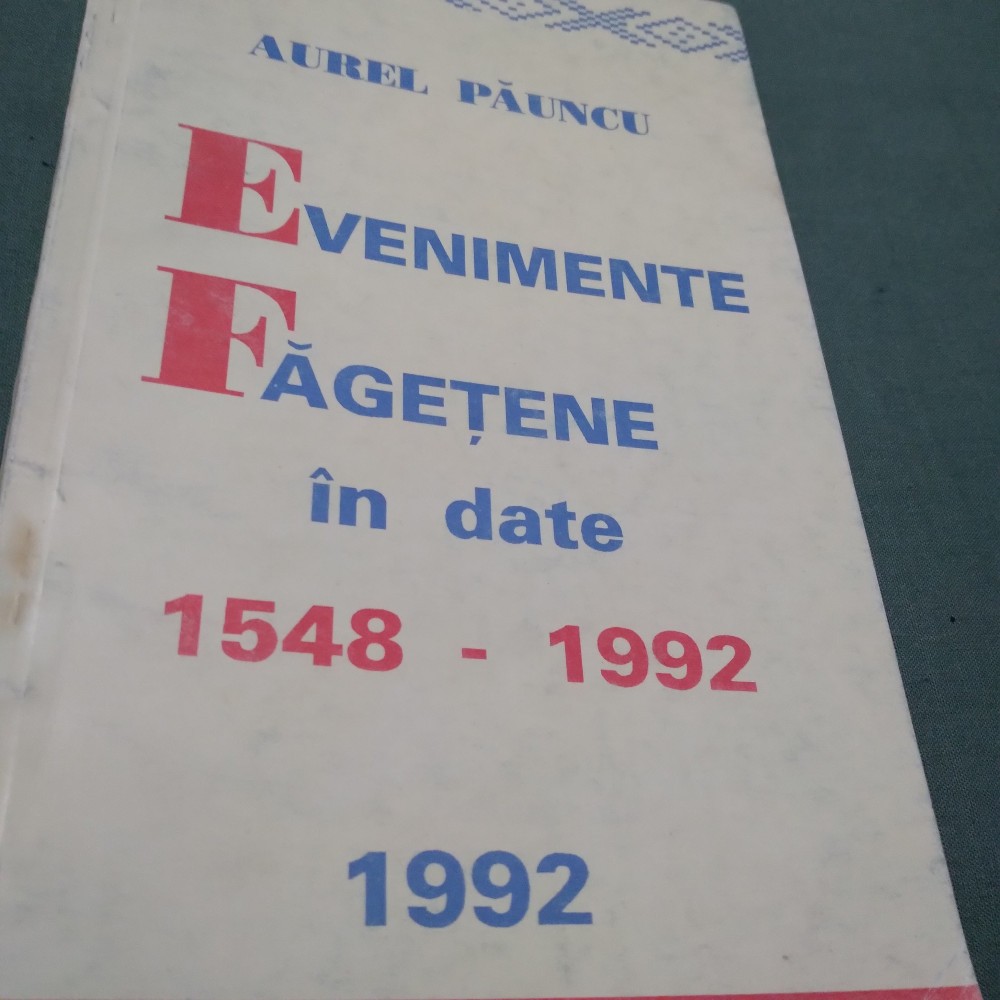 AUREL PĂUNCU
EVENIMENTE
FĂGEȚENE
în date
1548 - 1992
1992